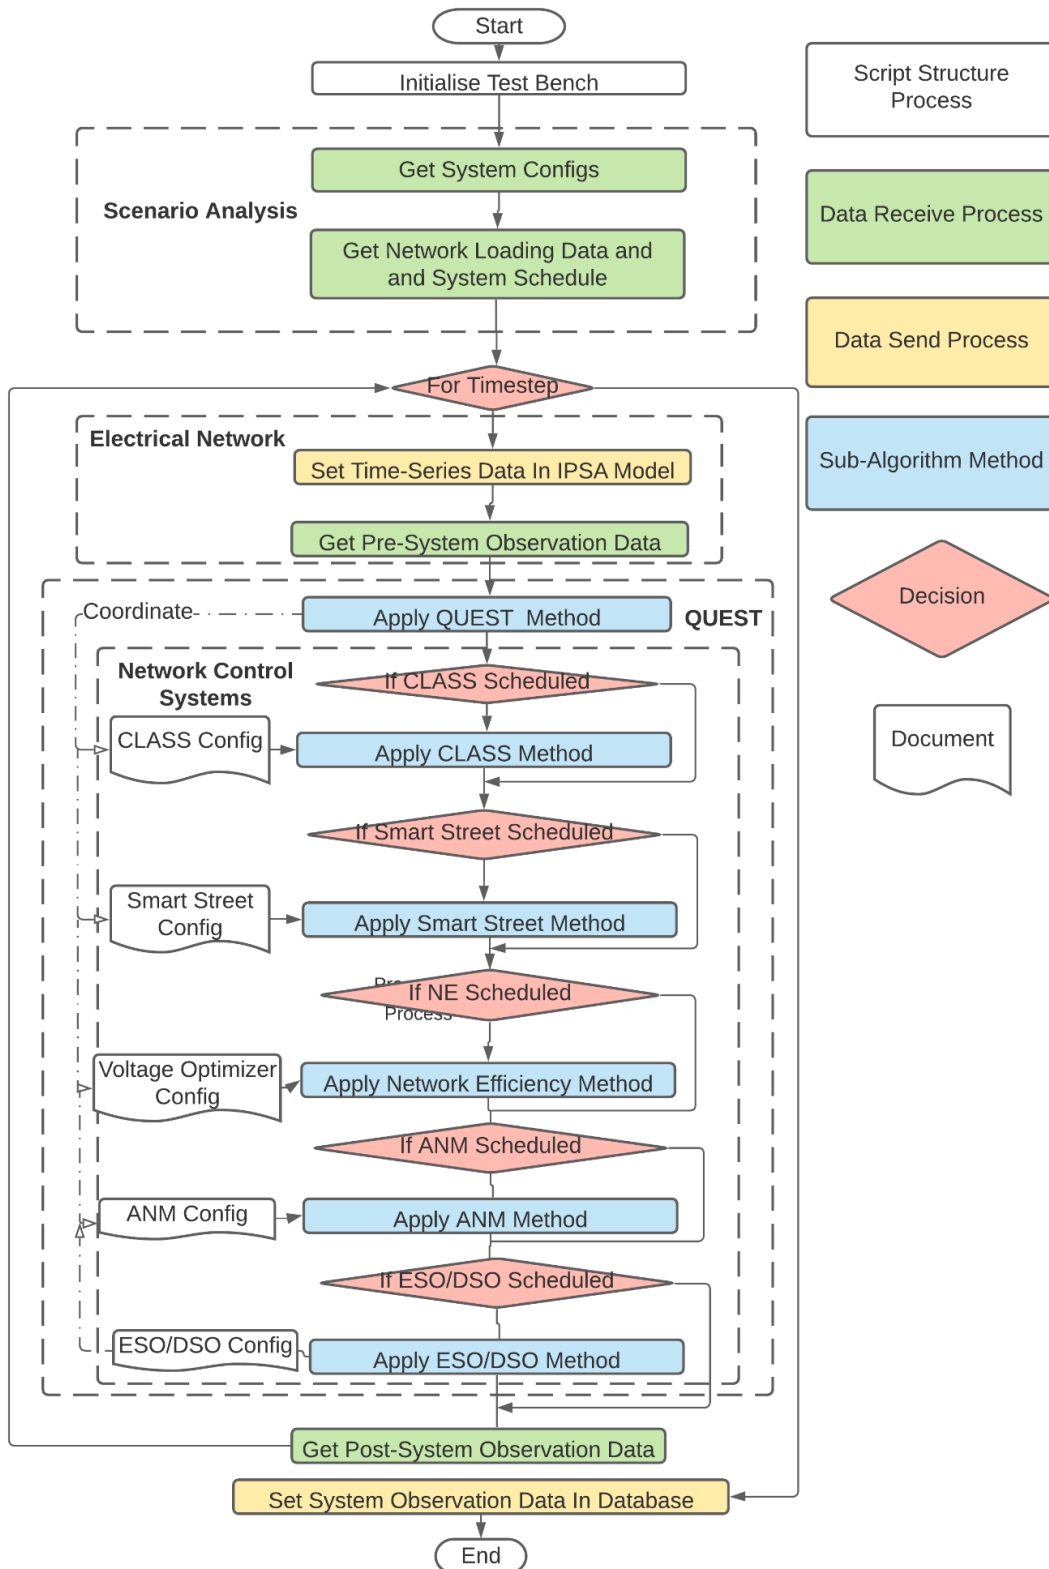 Start
Initialise Test Bench
Script Structure
Process
Get System Configs
Scenario Analysis
Data Receive Process
Get Network Loading Data and
and System Schedule
Data Send Process
For Timestep
Electrical Network
Set Time-Series Data In IPSA Model
Sub-Algorithm Method
Get Pre-System Observation Data
Decision
Coordinate
Apply QUEST  Method
QUEST
Network Control
Systems
If CLASS Scheduled
CLASS Config
Apply CLASS Method
Document
If Smart Street Scheduled
Smart Street
Config
Apply Smart Street Method
If NE Scheduled
Process
Voltage Optimizer
Config
Apply Network Efficiency Method
If ANM Scheduled
ANM Config
Apply ANM Method
If ESO/DSO Scheduled
ESO/DSO Config
Apply ESO/DSO Method
Get Post-System Observation Data
Set System Observation Data In Database
End